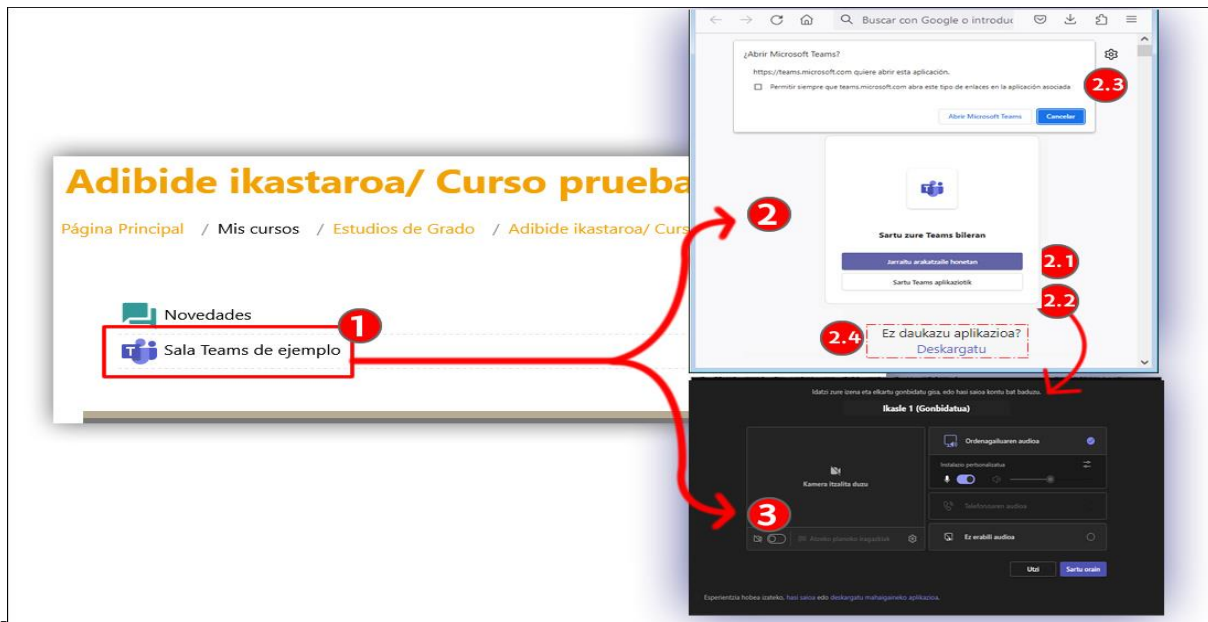 Adibide ikastaroa/ Curso prueba
Página Principal / Mis cursos / Estudios de Grado / Adibide ikastaroa/ Curs
Novedades
1
Sala Teams de ejemplo
Buscar con Google o introduc
¿Abrir Microsoft Teams?
https://teams.microsoft.com quiere abrir esta aplicación.
Permitir siempre que teams.microsoft.com abra este tipo de enlaces en la aplicación asociada
2.3
Abrir Microsoft Teams Cancelar
2
Sartu zure Teams bileran
Jarraitu arakatzaile honetan
2.1
Sartu Teams aplikaziotik
2.2
2.4
Ez daukazu aplikazioa?
Deskargatu
Idatzi zure izena eta elkartu gonbidatu gisa, edo hasi saioa kontu bat baduzu.
Ikasle 1 (Gonbidatua)
Ordenagailuaren audioa
Instalazio pertsonalizatua
Kamera itzalita duzu
3
Telefonoaren audioa
Atzeko planoko iragazkiak
Ez erabili audioa
Utzi Sartu orain
Esperientzia hobea izateko, hasi saioa edo deskargatu mahaigaineko aplikazioa.